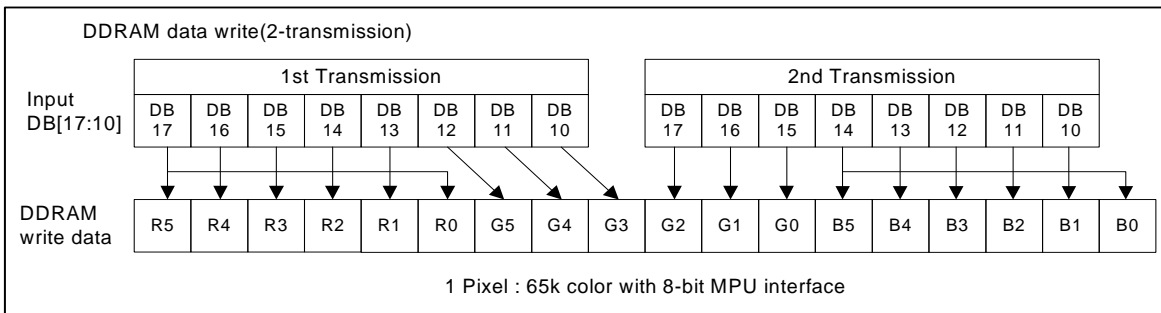 DDRAM data write(2-transmission)
1st Transmission 2nd Transmission
Input DB[17:10]
DB 17 DB 16 DB 15 DB 14 DB 13 DB 12 DB 11 DB 10 DB 17 DB 16 DB 15 DB 14 DB 13 DB 12 DB 11 DB 10
DDRAM write data
R5 R4 R3 R2 R1 R0 G5 G4 G3 G2 G1 G0 B5 B4 B3 B2 B1 B0
1 Pixel : 65k color with 8-bit MPU interface